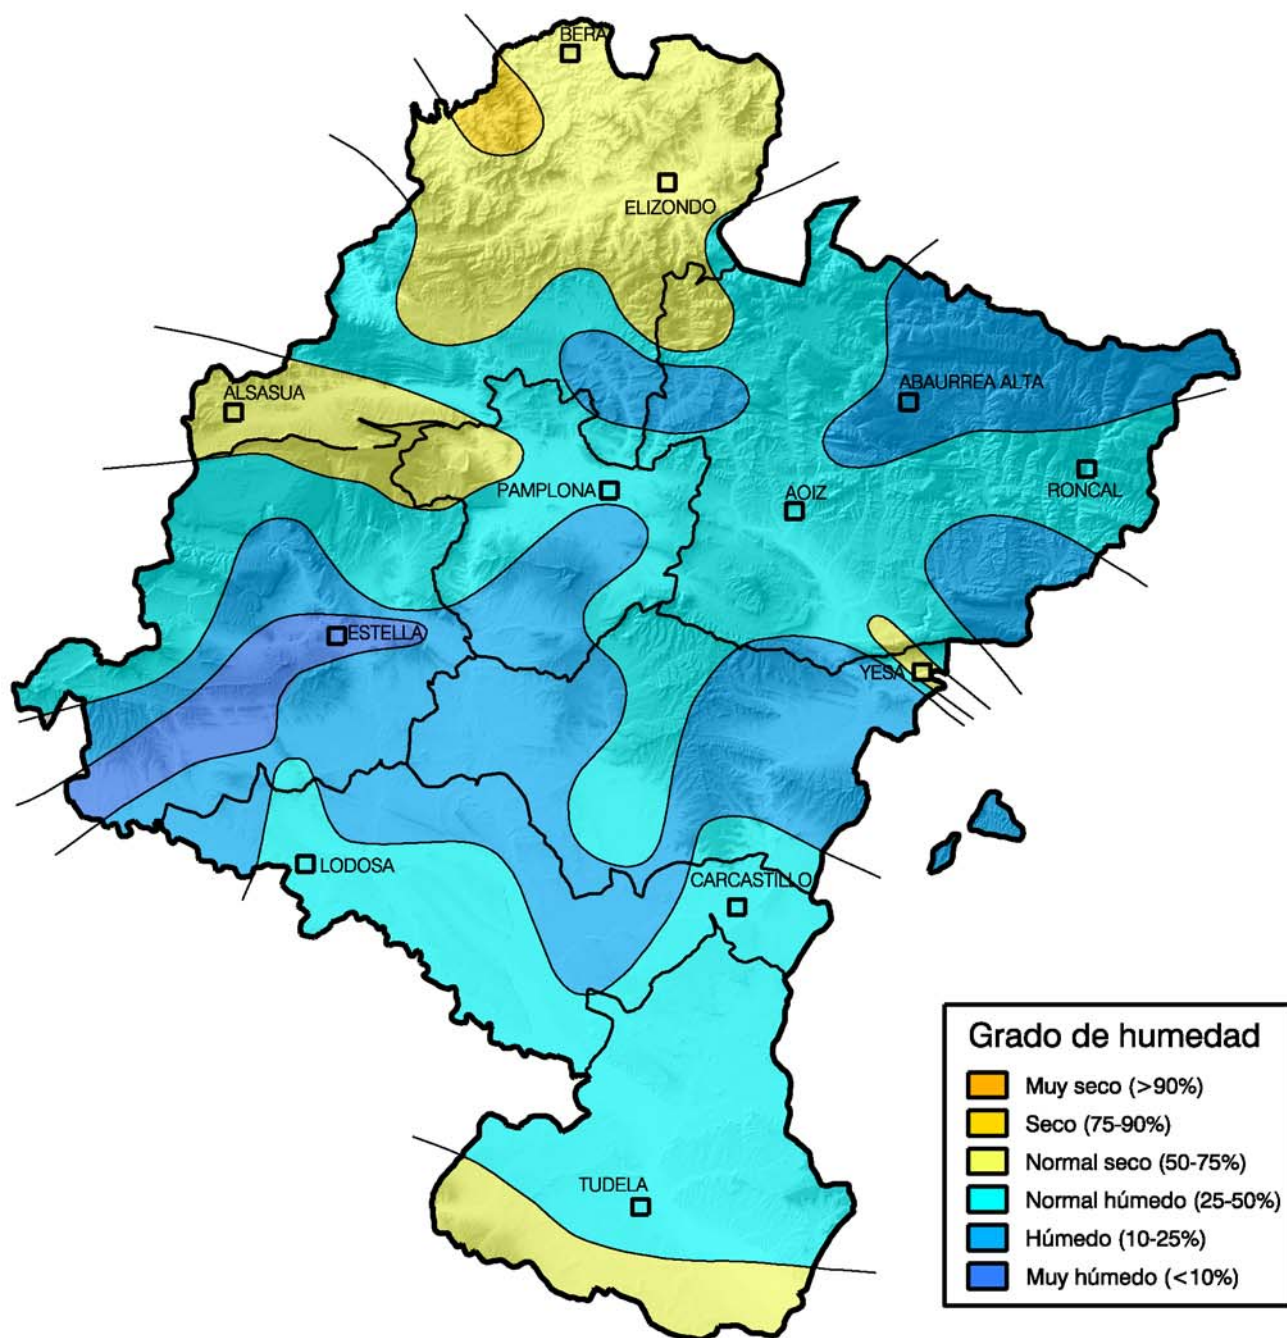 BERA
ELIZONDO
ALSASUA
ABAURREA ALTA
PAMPLONA
AOIZ
RONCAL
ESTELLA
YESA
LODOSA
CARCASTILLO
TUDELA
Grado de humedad
Muy seco (>90%)
Seco (75-90%)
Normal seco (50-75%)
Normal húmedo (25-50%)
Húmedo (10-25%)
Muy húmedo (<10%)